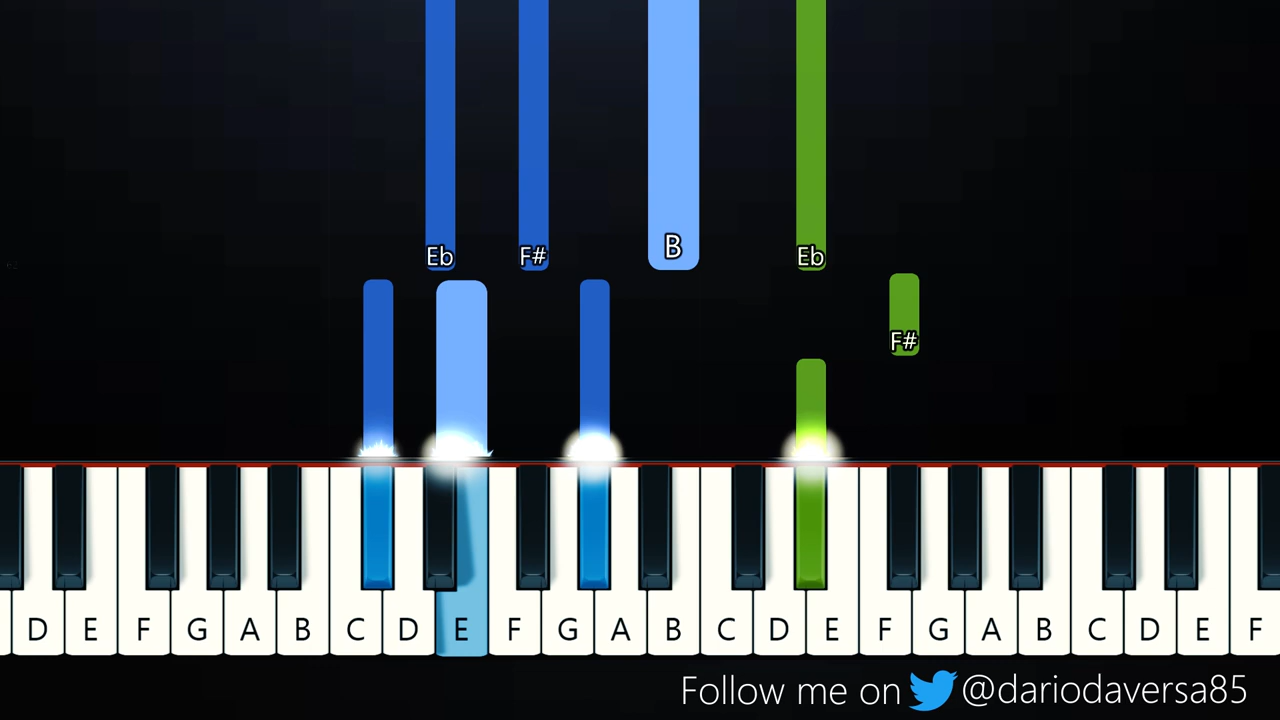 B
Eb F# Eb
F#
D E F G A B C D E F G A B C D E F G A B C D E F
Follow me on @dariodaversa85